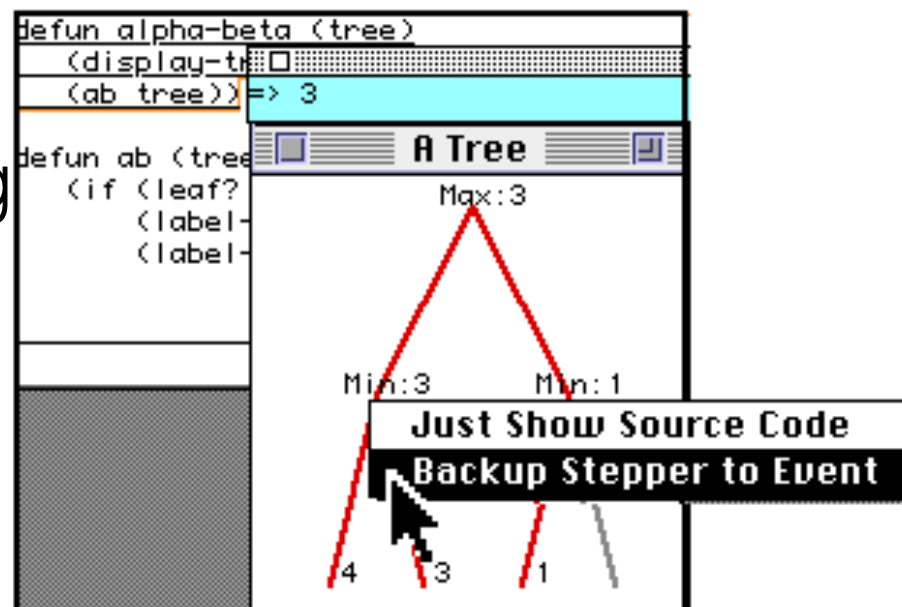 defun alpha-beta (tree)
(display-tr
(ab tree))
=> 3
A Tree
defun ab (tree
(if (leaf?
(label-
(label-
g
Max:3
Min:3 Min:1
Just Show Source Code
Backup Stepper to Event
4 3 1